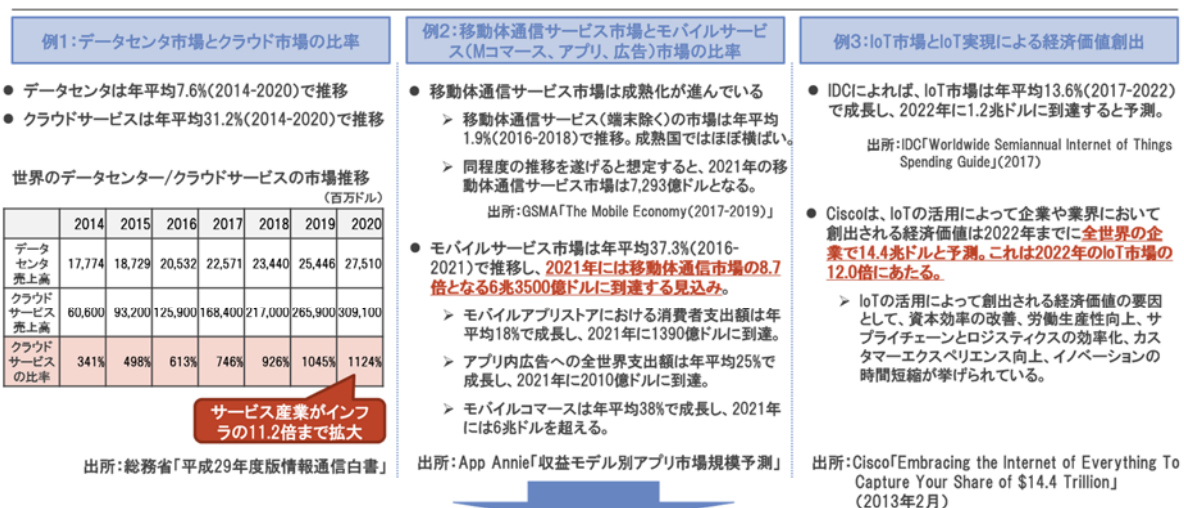 例1:データセンタ市場とクラウド市場の比率
● データセンタは年平均7.6%(2014-2020)で推移
● クラウドサービスは年平均31.2%(2014-2020)で推移
世界のデータセンター/クラウドサービスの市場推移
(百万ドル)
2014 2015 2016 2017 2018 2019 2020
データ
センタ
売上高
17,774 18,729 20,532 22,571 23,440 25,446 27,510
クラウド
サービス
売上高
60,600 93,200 125,900 168,400 217,000 265,900 309,100
クラウド
サービス
の比率
341% 498% 613% 746% 926% 1045% 1124%
サービス産業がインフ
ラの11.2倍まで拡大
出所:総務省「平成29年度版情報通信白書」
例2:移動体通信サービス市場とモバイルサービ
ス(Mコマース、アプリ、広告)市場の比率
● 移動体通信サービス市場は成熟化が進んでいる
➢ 移動体通信サービス(端末除く)の市場は年平均
1.9%(2016-2018)で推移。成熟国ではほぼ横ばい。
➢ 同程度の推移を遂げると想定すると、2021年の移
動体通信サービス市場は7,293億ドルとなる。
出所:GSMA「The Mobile Economy(2017-2019)」
● モバイルサービス市場は年平均37.3%(2016-
2021)で推移し、2021年には移動体通信市場の8.7
倍となる6兆3500億ドルに到達する見込み。
➢ モバイルアプリストアにおける消費者支出額は年
平均18%で成長し、2021年に1390億ドルに到達。
➢ アプリ内広告への全世界支出額は年平均25%で
成長し、2021年に2010億ドルに到達。
➢ モバイルコマースは年平均38%で成長し、2021年
には6兆ドルを超える。
出所:App Annie「収益モデル別アプリ市場規模予測」
例3:IoT市場とIoT実現による経済価値創出
● IDCによれば、IoT市場は年平均13.6%(2017-2022)
で成長し、2022年に1.2兆ドルに到達すると予測。
出所:IDC「Worldwide Semiannual Internet of Things
Spending Guide」(2017)
● Ciscoは、IoTの活用によって企業や業界において
創出される経済価値は2022年までに全世界の企
業で14.4兆ドルと予測。これは2022年のIoT市場の
12.0倍にあたる。
➢ IoTの活用によって創出される経済価値の要因
として、資本効率の改善、労働生産性向上、サ
プライチェーンとロジスティクスの効率化、カス
タマーエクスペリエンス向上、イノベーションの
時間短縮が挙げられている。
出所:Cisco「Embracing the Internet of Everything To
Capture Your Share of $14.4 Trillion」
(2013年2月)